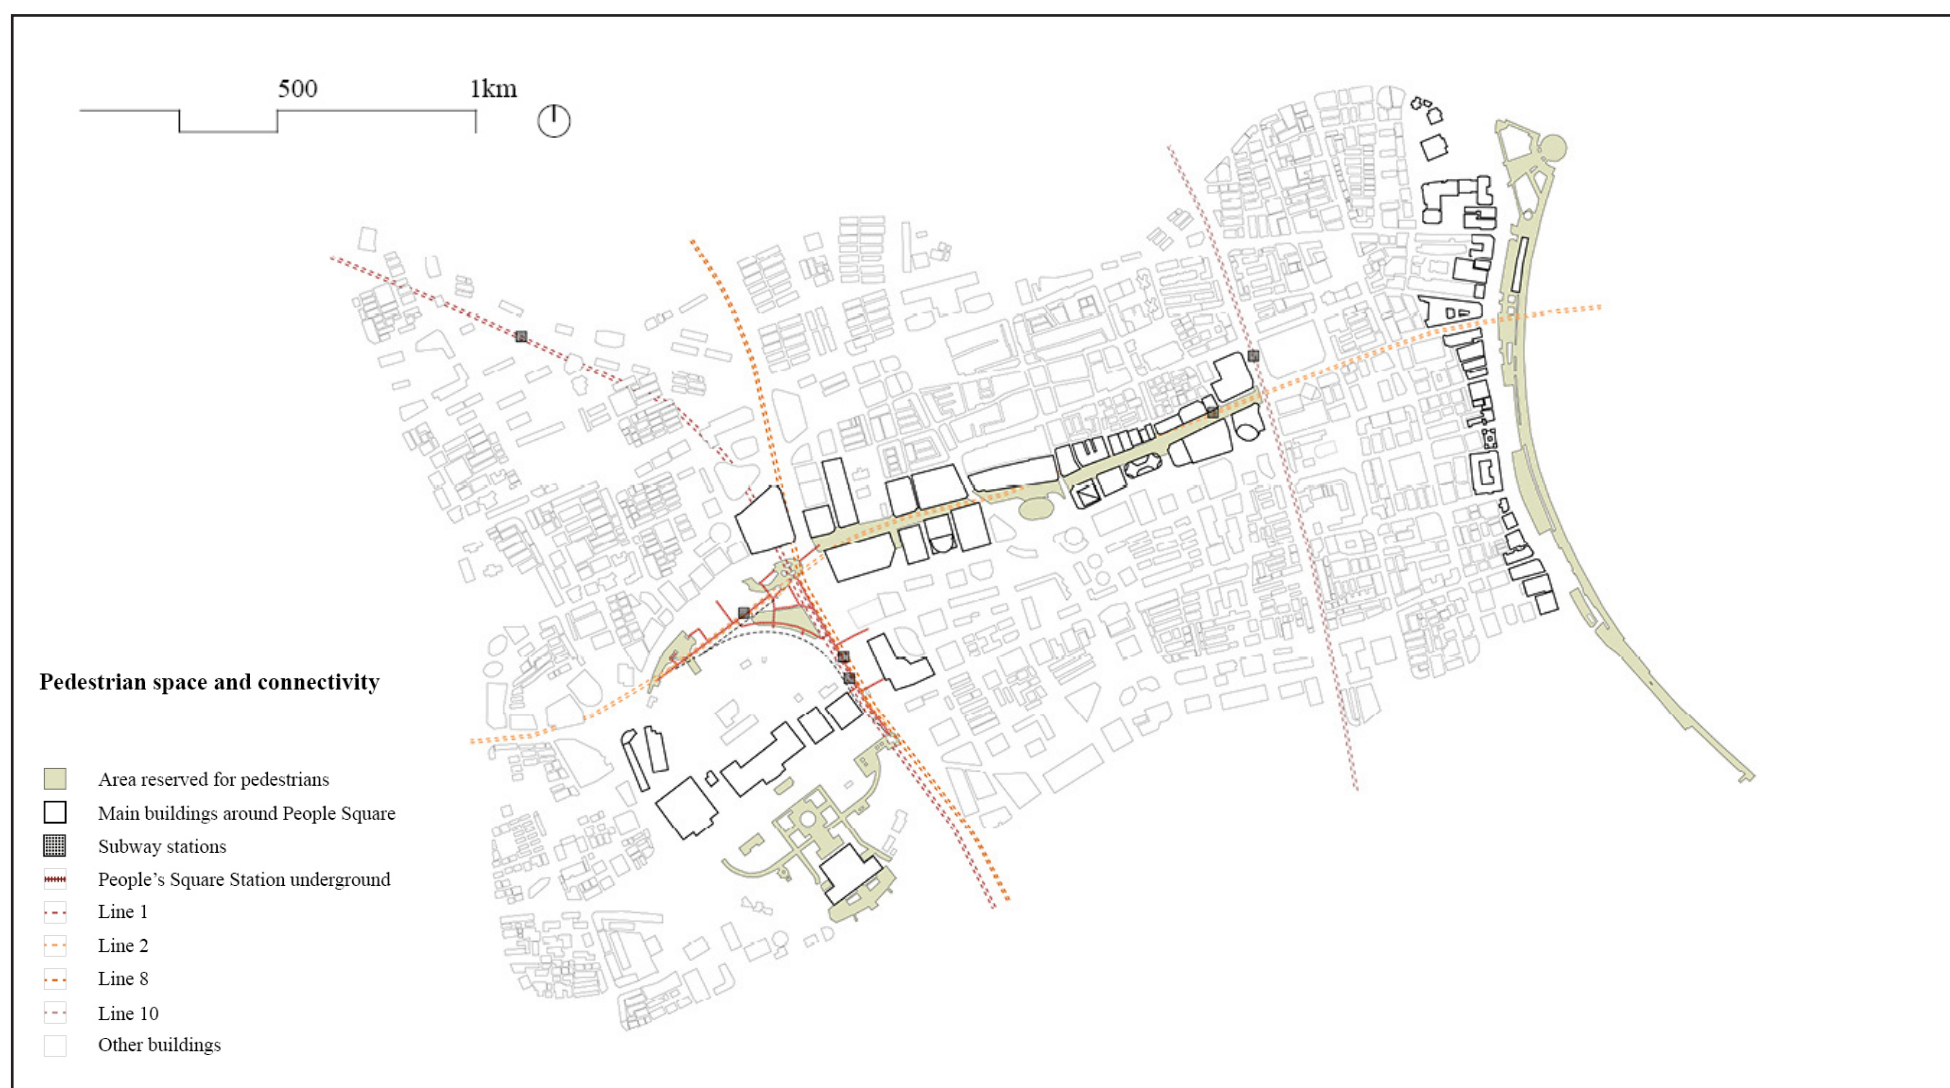 500 1km
Pedestrian space and connectivity
Area reserved for pedestrians
Main buildings around People Square
Subway stations
People’s Square Station underground
Line 1
Line 2
Line 8
Line 10
Other buildings